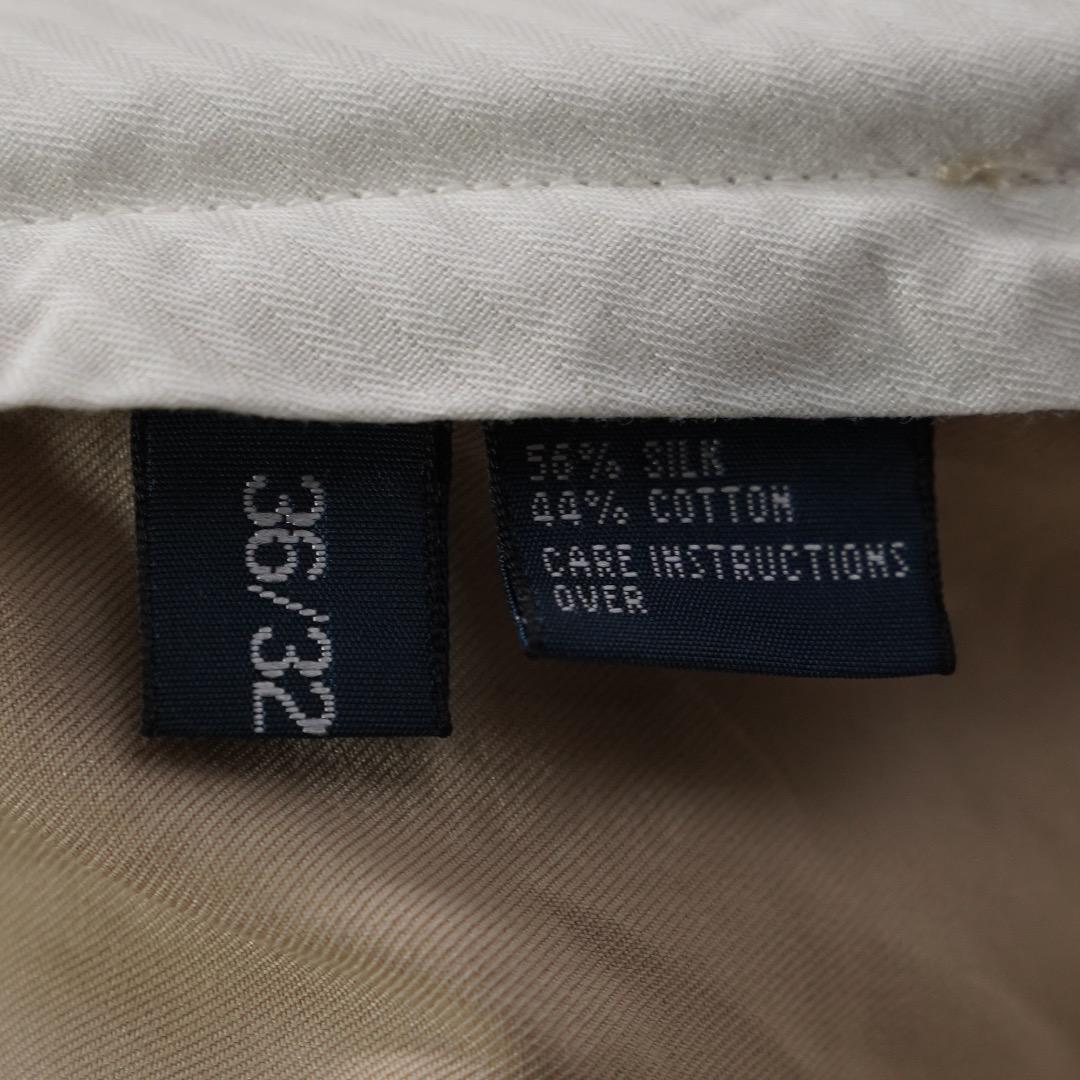 36/32
56% SILK
44% COTTON
CARE INSTRUCTIONS
OVER